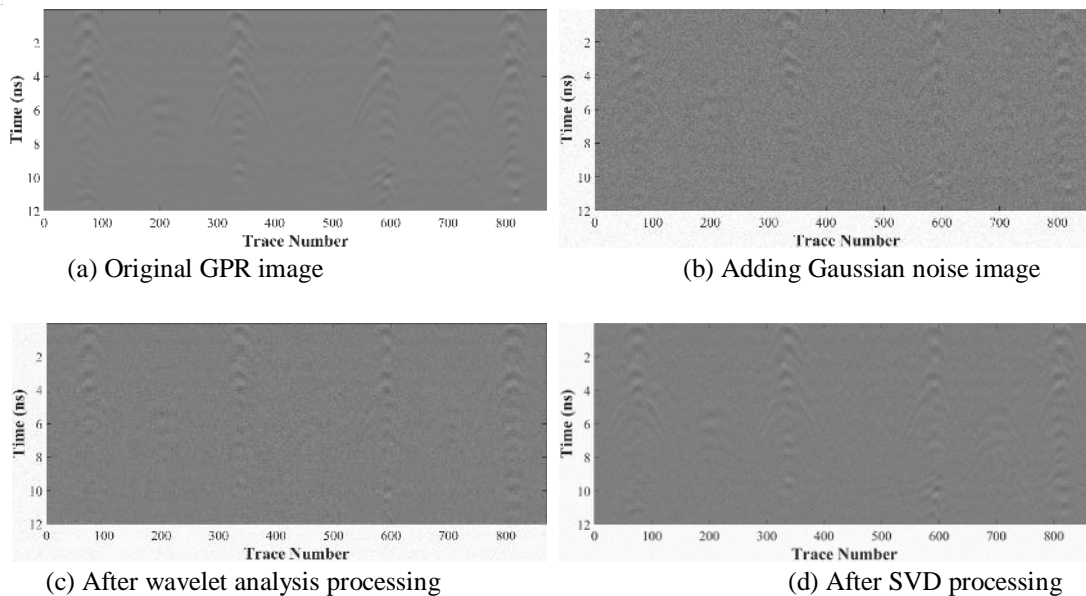 2
4
6
8
10
12
Time (ns)
0 100 200 300 400 500 600 700 800
Trace Number
(a) Original GPR image
2
4
6
8
10
12
Time (ns)
0 100 200 300 400 500 600 700 800
Trace Number
(b) Adding Gaussian noise image
2
4
6
8
10
12
Time (ns)
0 100 200 300 400 500 600 700 800
Trace Number
(c) After wavelet analysis processing
2
4
6
8
10
12
Time (ns)
0 100 200 300 400 500 600 700 800
Trace Number
(d) After SVD processing